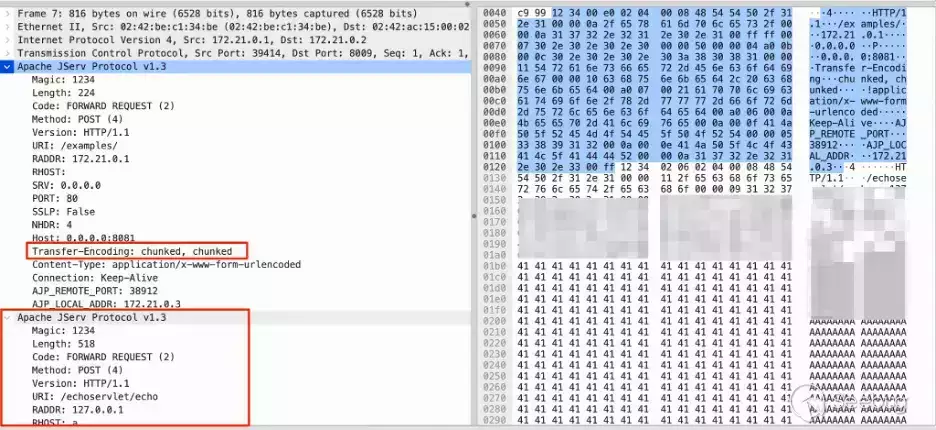 Frame 7: 816 bytes on wire (6528 bits), 816 bytes captured (6528 bits)
Ethernet II, Src: 02:42:be:c1:34:be (02:42:be:c1:34:be), Dst: 02:42:ac:15:00:02
Internet Protocol Version 4, Src: 172.21.0.1, Dst: 172.21.0.2
Transmission Control Protocol, Src Port: 39414, Dst Port: 8009, Seq: 1, Ack: 1,
Apache JServ Protocol v1.3
Magic: 1234
Length: 224
Code: FORWARD REQUEST (2)
Method: POST (4)
Version: HTTP/1.1
URI: /examples/
RADDR: 172.21.0.1
RHOST:
SRV: 0.0.0.0
PORT: 80
SSLP: False
NHDR: 4
Host: 0.0.0.0:8081
Transfer-Encoding: chunked, chunked
Content-Type: application/x-www-form-urlencoded
Connection: Keep-Alive
AJP_REMOTE_PORT: 38912
AJP_LOCAL_ADDR: 172.21.0.3
Apache JServ Protocol v1.3
Magic: 1234
Length: 518
Code: FORWARD REQUEST (2)
Method: POST (4)
Version: HTTP/1.1
URI: /echoservlet/echo
RADDR: 127.0.0.1
RHOST: a
0040 c9 99 12 34 00 e0 02 04 00 08 48 54 54 50 2f 31 ···4···· ··HTTP/1
0050 2e 31 00 00 0a 2f 65 78 61 6d 70 6c 65 73 2f 00 .1···/ex amples/·
0060 00 0a 31 37 32 2e 32 31 2e 30 2e 31 00 ff ff 00 ··172.21 .0.1····
0070 07 30 2e 30 2e 30 2e 30 00 00 50 00 00 04 a0 0b ·0.0.0.0 ··P·····
0080 00 0c 30 2e 30 2e 30 2e 30 3a 38 30 38 31 00 00 ··0.0.0. 0:8081··
0090 11 54 72 61 6e 73 66 65 72 2d 45 6e 63 6f 64 69 ·Transfe r-Encodi
00a0 6e 67 00 00 10 63 68 75 6e 6b 65 64 2c 20 63 68 ng···chu nked, ch
00b0 75 6e 6b 65 64 00 a0 07 00 21 61 70 70 6c 69 63 unked··· ·!applic
00c0 61 74 69 6f 6e 2f 78 2d 77 77 77 2d 66 6f 72 6d ation/x- www-form
00d0 2d 75 72 6c 65 6e 63 6f 64 65 64 00 a0 06 00 0a -urlenco ded·····
00e0 4b 65 65 70 2d 41 6c 69 76 65 00 0a 00 0f 41 4a Keep-Ali ve····AJ
00f0 50 5f 52 45 4d 4f 54 45 5f 50 4f 52 54 00 00 05 P_REMOTE _PORT···
0100 33 38 39 31 32 00 0a 00 0e 41 4a 50 5f 4c 4f 43 38912··· ·AJP_LOC
0110 41 4c 5f 41 44 44 52 00 00 0a 31 37 32 2e 32 31 AL_ADDR· ··172.21
0120 2e 30 2e 33 00 ff 12 34 02 06 02 04 00 08 48 54 .0.3···4 ······HT
0130 54 50 2f 31 2e 31 00 00 11 2f 65 63 68 6f 73 65 TP/1.1·· ·/echose
0140 72 76 6c 65 74 2f 65 63 68 6f 00 00 09 31 32 37
0150
0160
0170
0180
0190
01a0
01b0
01c0 41 41 41 41 41 41 41 41 41 41 41 41 41 41 41 41
01d0 41 41 41 41 41 41 41 41 41 41 41 41 41 41 41 41
01e0 41 41 41 41 41 41 41 41 41 41 41 41 41 41 41 41
01f0 41 41 41 41 41 41 41 41 41 41 41 41 41 41 41 41
0200 41 41 41 41 41 41 41 41 41 41 41 41 41 41 41 41 AAAAAAAA AAAAAAAA
0210 41 41 41 41 41 41 41 41 41 41 41 41 41 41 41 41 AAAAAAAA AAAAAAAA
0220 41 41 41 41 41 41 41 41 41 41 41 41 41 41 41 41 AAAAAAAA AAAAAAAA
0230 41 41 41 41 41 41 41 41 41 41 41 41 41 41 41 41 AAAAAAAA AAAAAAAA
0240 41 41 41 41 41 41 41 41 41 41 41 41 41 41 41 41 AAAAAAAA AAAAAAAA
0250 41 41 41 41 41 41 41 41 41 41 41 41 41 41 41 41 AAAAAAAA AAAAAAAA
0260 41 41 41 41 41 41 41 41 41 41 41 41 41 41 41 41 AAAAAAAA AAAAAAAA
0270 41 41 41 41 41 41 41 41 41 41 41 41 41 41 41 41 AAAAAAAA AAAAAAAA
0280 41 41 41 41 41 41 41 41 41 41 41 41 41 41 41 41
0290 41 41 41 41 41 41 41 41 41 41 41 41 41 41 41 41